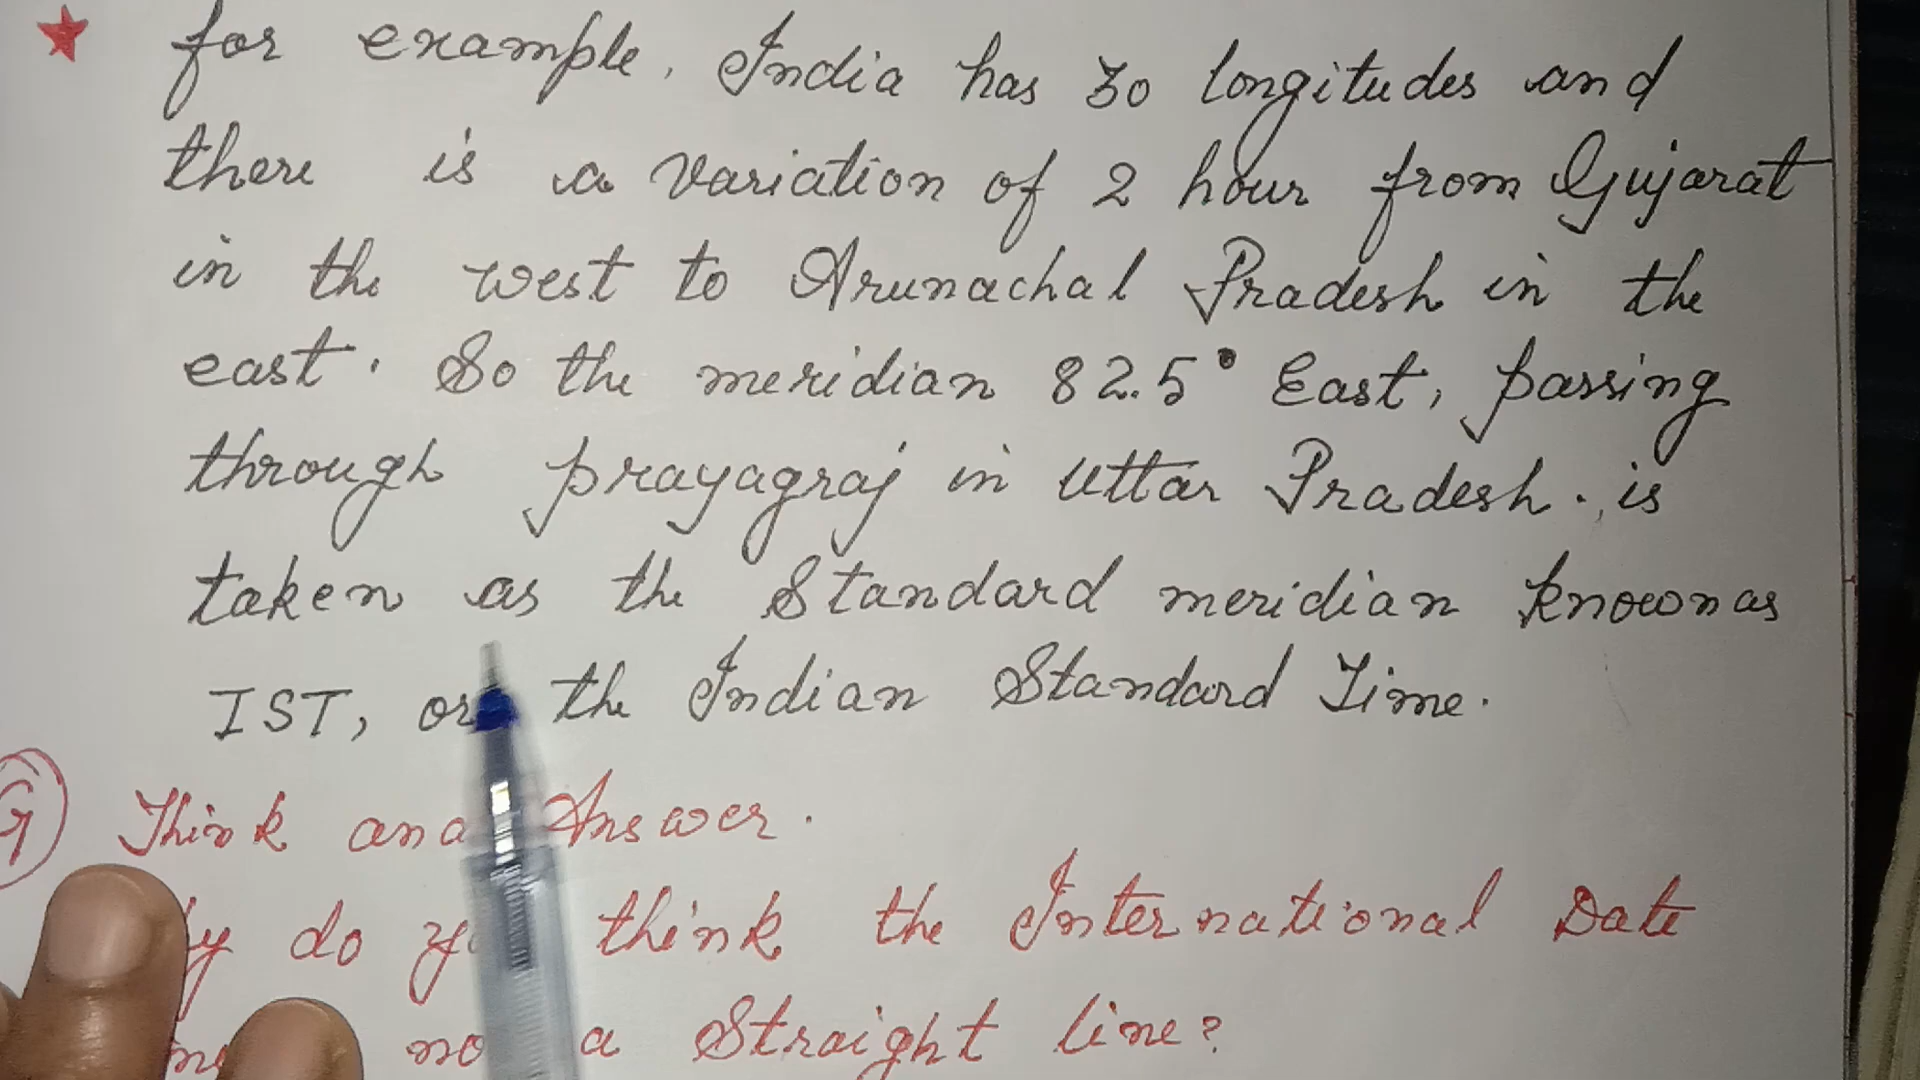 for example, India has 30 longitudes and
there is a variation of 2 hour from Gujarat
in the west to Arunachal Pradesh in the
east. So the meridian 82.5° East, passing
through prayagraj in Uttar Pradesh. is
taken as the Standard meridian known as
IST, or the Indian Standard Time.
Think and Answer.
do you think the International Date
a Straight line?